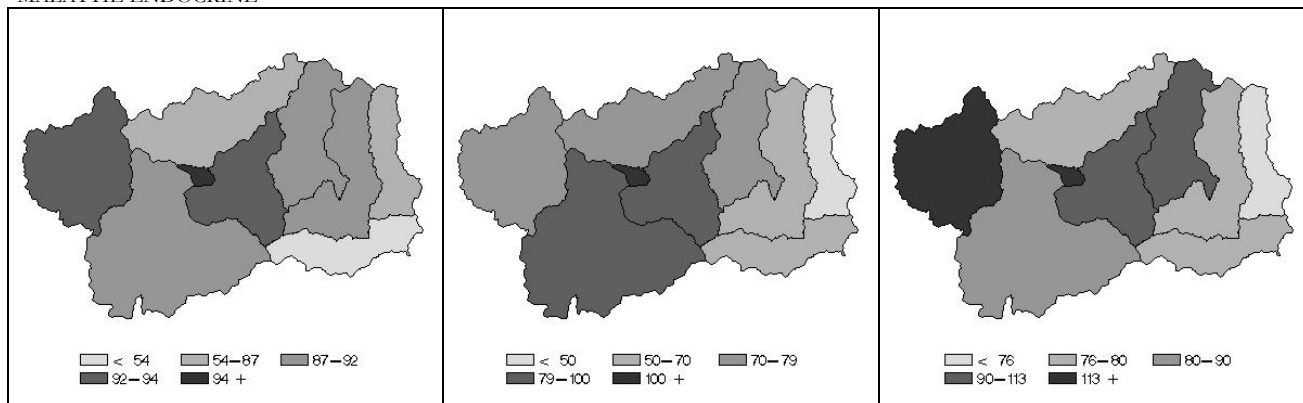 MALATTIE ENDOCRINE
< 54 54–87 87–92
92–94 94 +
< 50 50–70 70–79
79–100 100 +
< 76 76–80 80–90
90–113 113 +